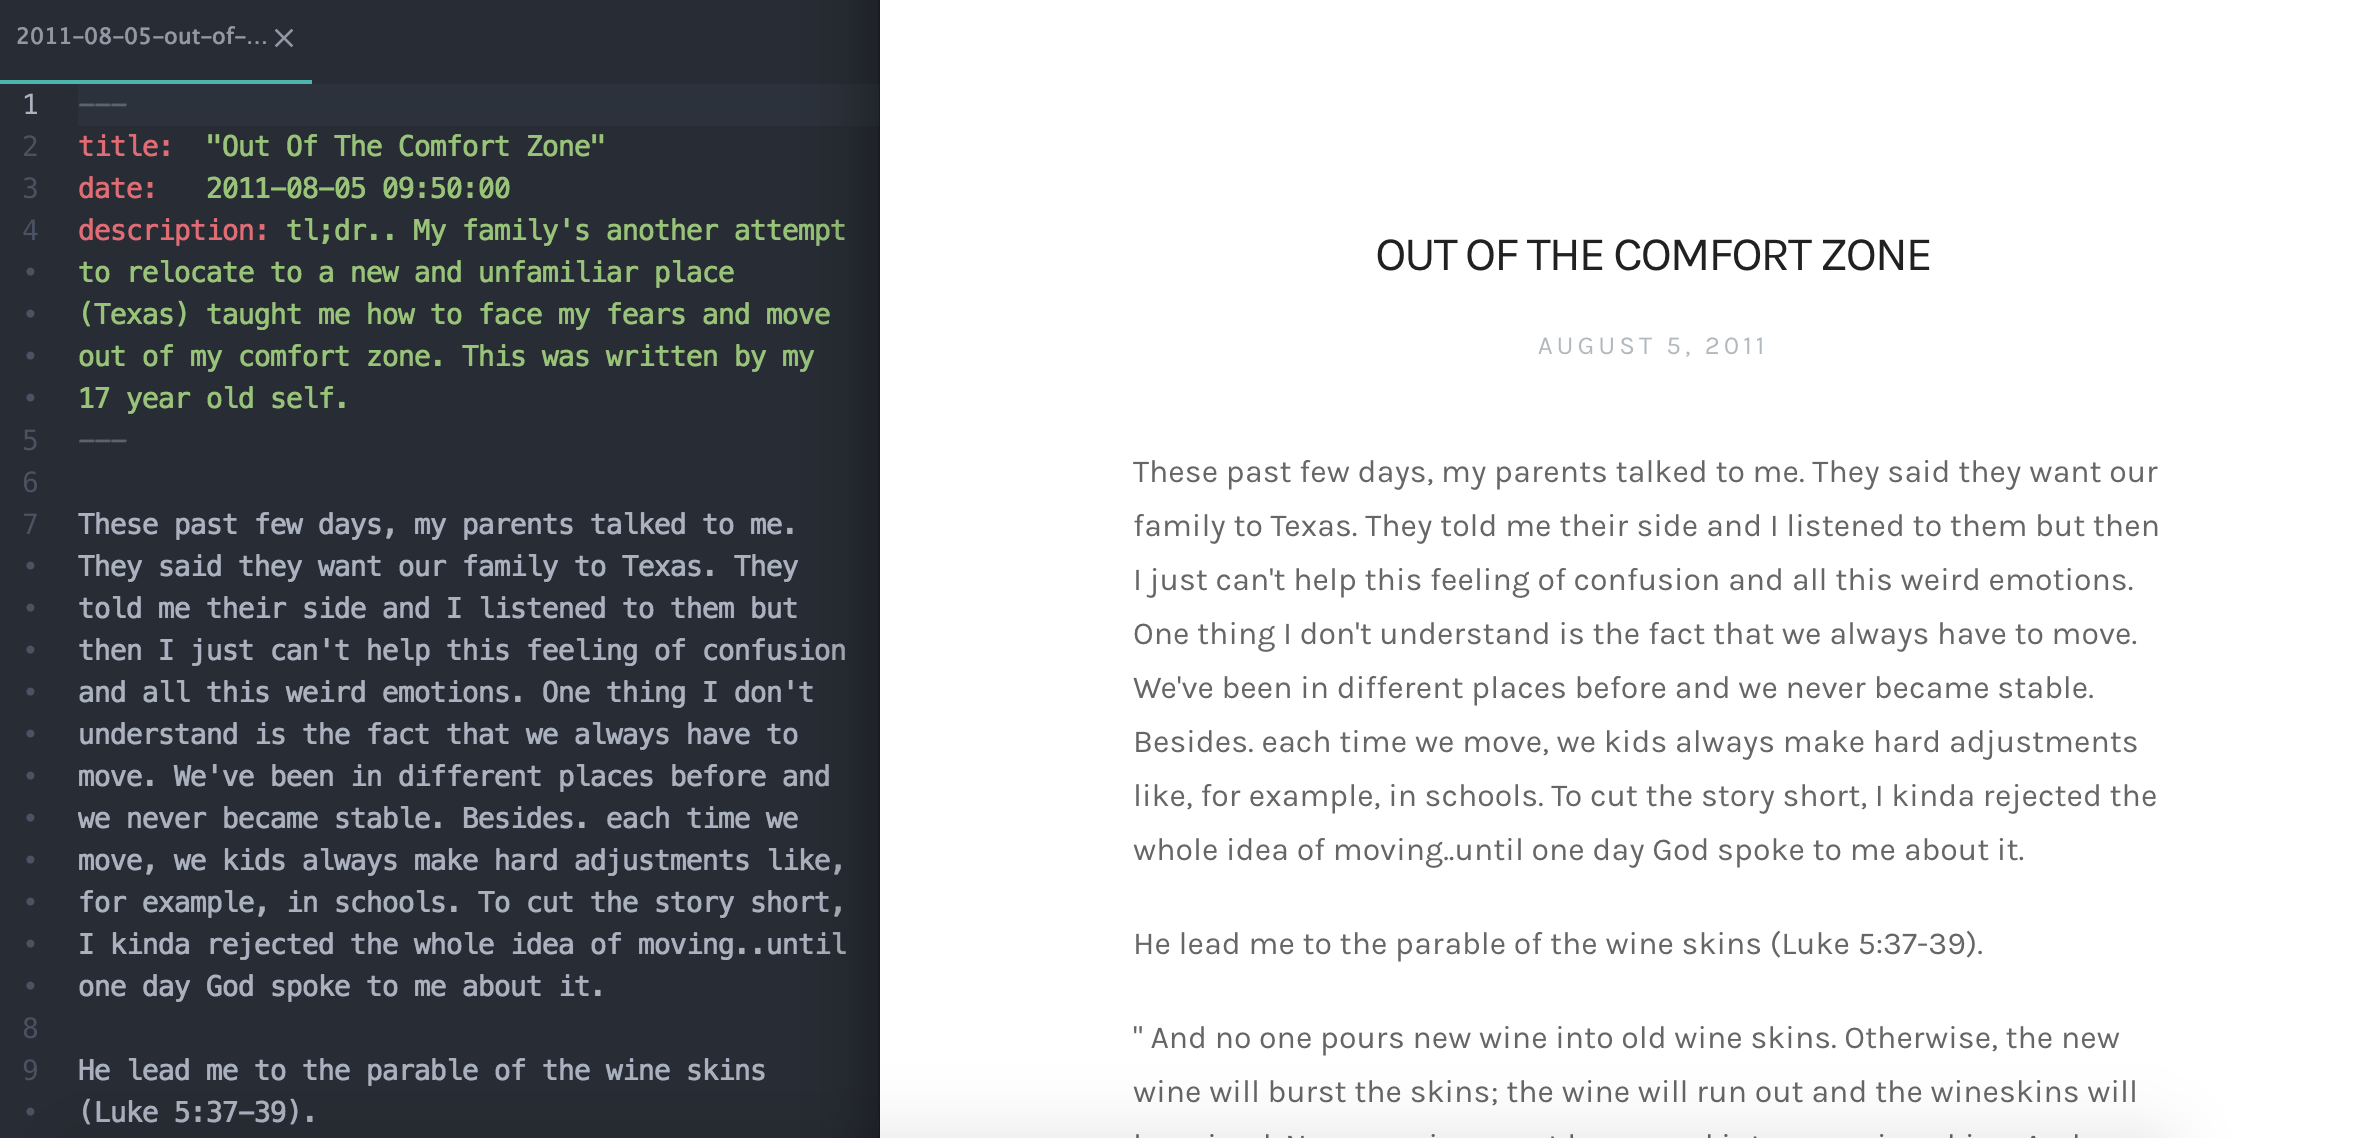 2011-08-05-out-of-...
1 ---
2 title:  "Out Of The Comfort Zone"
3 date:   2011-08-05 09:50:00
4 description: tl;dr.. My family's another attempt
• to relocate to a new and unfamiliar place
• (Texas) taught me how to face my fears and move
• out of my comfort zone. This was written by my
• 17 year old self.
5 ---
6
7 These past few days, my parents talked to me.
• They said they want our family to Texas. They
• told me their side and I listened to them but
• then I just can't help this feeling of confusion
• and all this weird emotions. One thing I don't
• understand is the fact that we always have to
• move. We've been in different places before and
• we never became stable. Besides. each time we
• move, we kids always make hard adjustments like,
• for example, in schools. To cut the story short,
• I kinda rejected the whole idea of moving..until
• one day God spoke to me about it.
8
9 He lead me to the parable of the wine skins
• (Luke 5:37-39).
OUT OF THE COMFORT ZONE
AUGUST 5, 2011
These past few days, my parents talked to me. They said they want our
family to Texas. They told me their side and I listened to them but then
I just can't help this feeling of confusion and all this weird emotions.
One thing I don't understand is the fact that we always have to move.
We've been in different places before and we never became stable.
Besides. each time we move, we kids always make hard adjustments
like, for example, in schools. To cut the story short, I kinda rejected the
whole idea of moving..until one day God spoke to me about it.
He lead me to the parable of the wine skins (Luke 5:37-39).
" And no one pours new wine into old wine skins. Otherwise, the new
wine will burst the skins; the wine will run out and the wineskins will